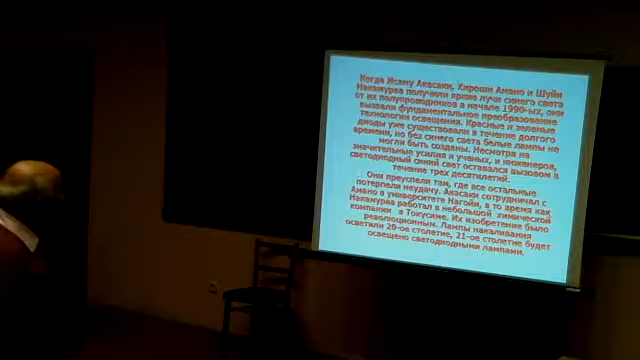 Когда Исаму Акасаки, Хироши Амано и Шуйи
Накамураа получили яркие лучи синего света
от их полупроводников в начале 1990-ых, они
вызвали фундаментальное преобразование
технологии освещения. Красные и зеленые
диоды уже существовали в течение долгого
времени, но без синего света белые лампы не
могли быть созданы. Несмотря на
значительные усилия и ученых, и инженеров,
светодиодный синий свет оставался вызовом в
течение трех десятилетий.
Они преуспели там, где все остальные
потерпели неудачу. Акасаки сотрудничал с
Амано в университете Нагойи, в то время как
Накамураа работал в небольшой химической
компании в Токусиме. Их изобретение было
революционным. Лампы накаливания
осветили 20-ое столетие, 21-ое столетие будет
освещено светодиодными лампами.